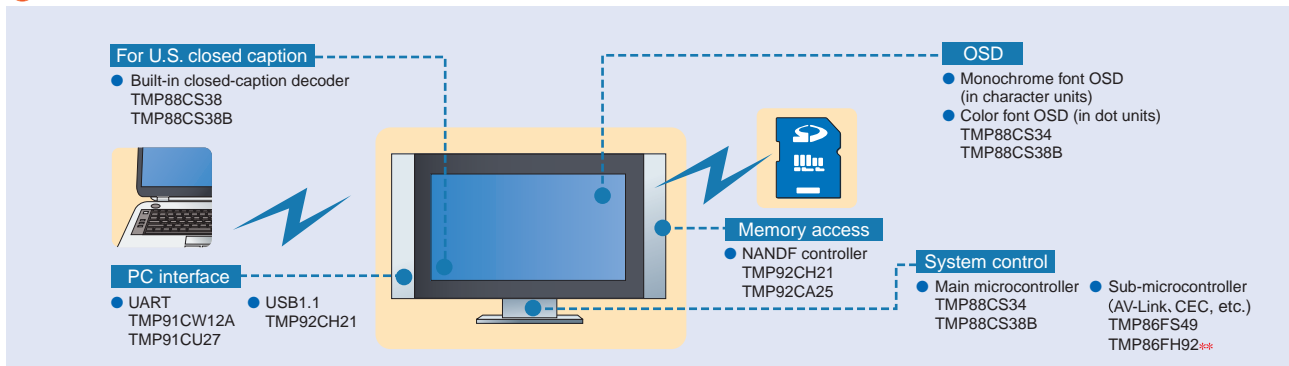 For U.S. closed caption
● Built-in closed-caption decoder
TMP88CS38
TMP88CS38B
OSD
● Monochrome font OSD
(in character units)
● Color font OSD (in dot units)
TMP88CS34
TMP88CS38B
Memory access
● NANDF controller
TMP92CH21
TMP92CA25
PC interface
● UART
TMP91CW12A
TMP91CU27
● USB1.1
TMP92CH21
System control
● Main microcontroller
TMP88CS34
TMP88CS38B
● Sub-microcontroller
(AV-Link、CEC, etc.)
TMP86FS49
TMP86FH92**